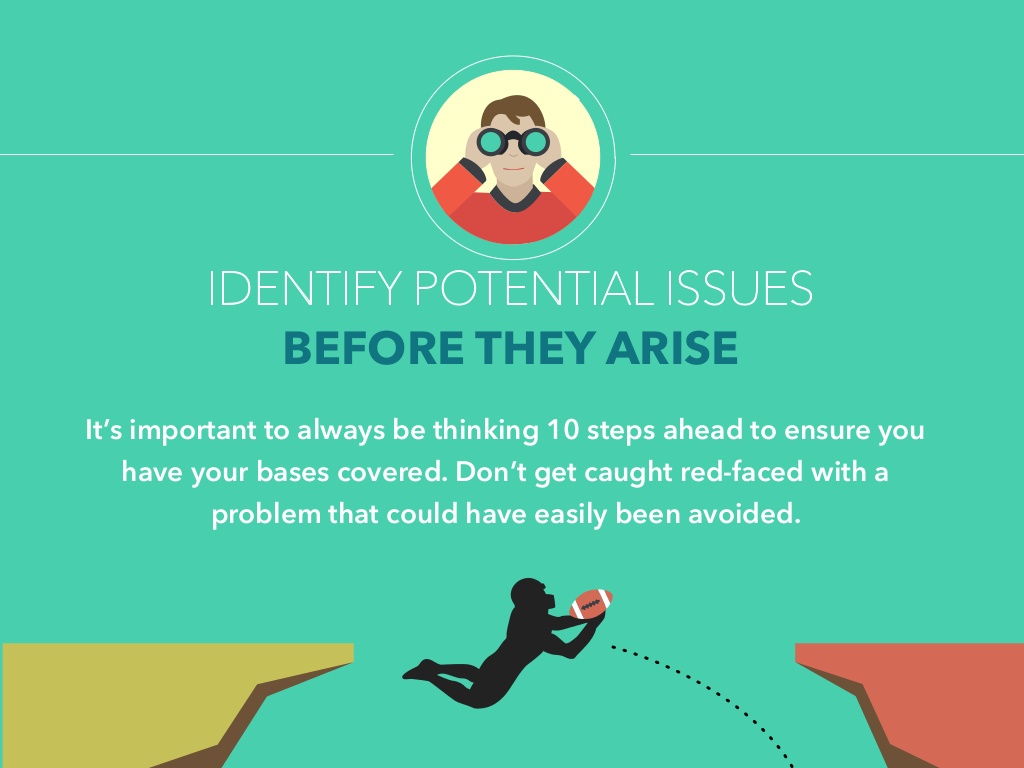 IDENTIFY POTENTIAL ISSUES
BEFORE THEY ARISE
It’s important to always be thinking 10 steps ahead to ensure you
have your bases covered. Don’t get caught red-faced with a
problem that could have easily been avoided.